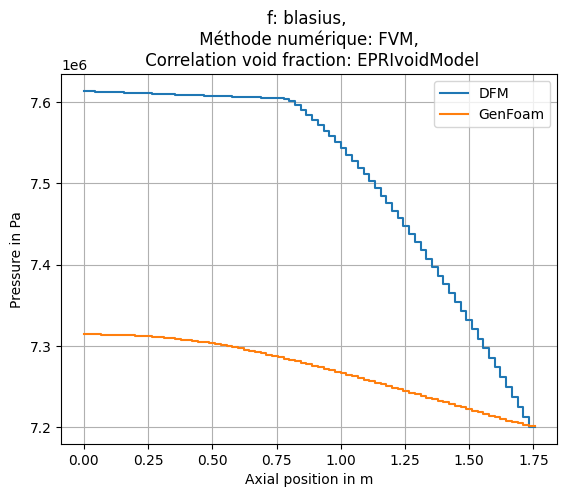 f: blasius,
Méthode numérique: FVM,
Correlation void fraction: EPRIvoidModel
1e6
7.6
7.5
7.4
7.3
7.2
Pressure in Pa
DFM
GenFoam
0.00 0.25 0.50 0.75 1.00 1.25 1.50 1.75
Axial position in m